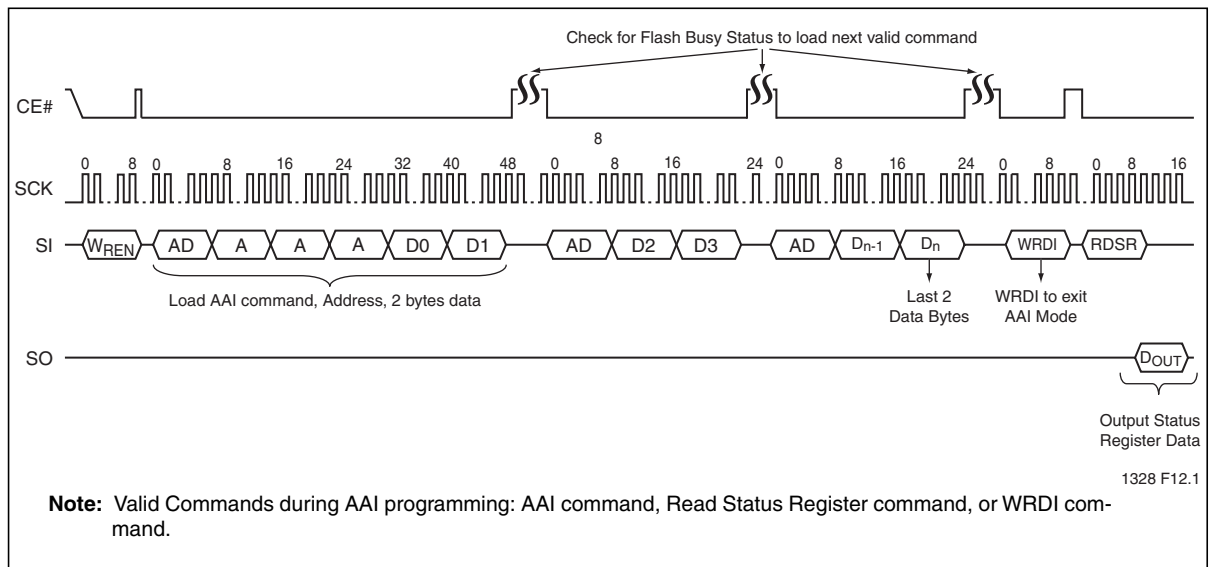 Check for Flash Busy Status to load next valid command
CE#
8
0 8 0 8 16 24 32 40 48 0 8 16 24 0 8 16 24 0 8 0 8 16
SCK
SI WREN AD A A A D0 D1 AD D2 D3 AD Dn-1 Dn WRDI RDSR
Load AAI command, Address, 2 bytes data
Last 2
Data Bytes
WRDI to exit
AAI Mode
SO DOUT
Output Status
Register Data
1328 F12.1
Note: Valid Commands during AAI programming: AAI command, Read Status Register command, or WRDI com-
mand.